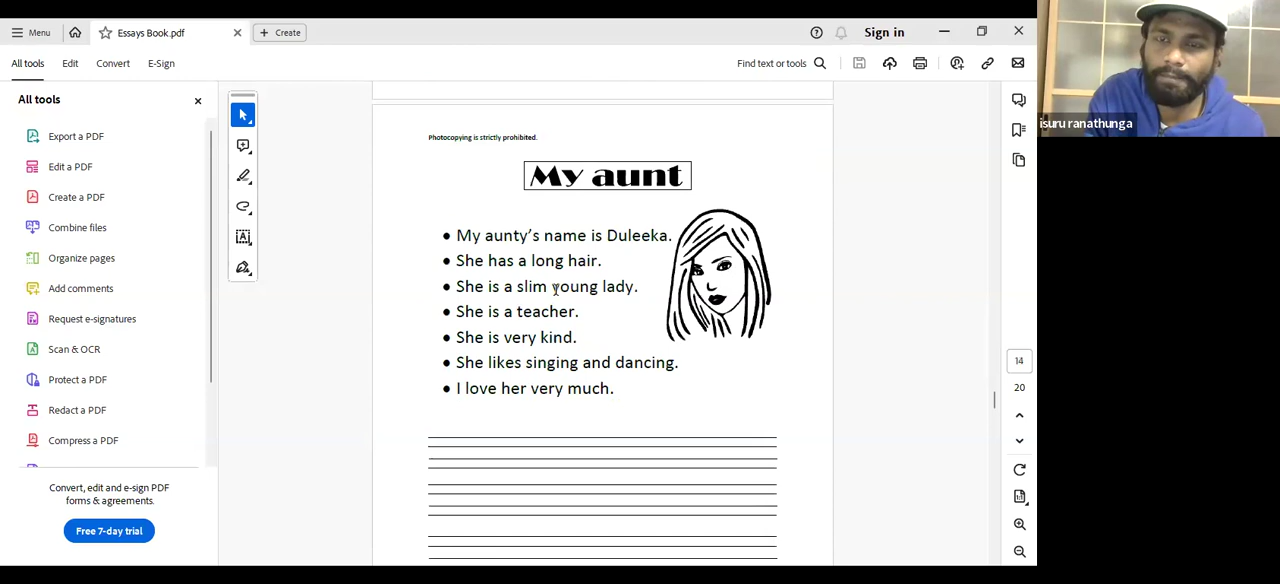 Menu
Essays Book.pdf
Create
Sign in
All tools
Edit
Convert
E-Sign
Find text or tools
All tools
Export a PDF
Edit a PDF
Create a PDF
Combine files
Organize pages
Add comments
Request e-signatures
Scan & OCR
Protect a PDF
Redact a PDF
Compress a PDF
Convert, edit and e-sign PDF
forms & agreements.
Free 7-day trial
Photocopying is strictly prohibited.
My aunt
• My aunty’s name is Duleeka.
• She has a long hair.
• She is a slim young lady.
• She is a teacher.
• She is very kind.
• She likes singing and dancing.
• I love her very much.
14
20
isuru ranathunga